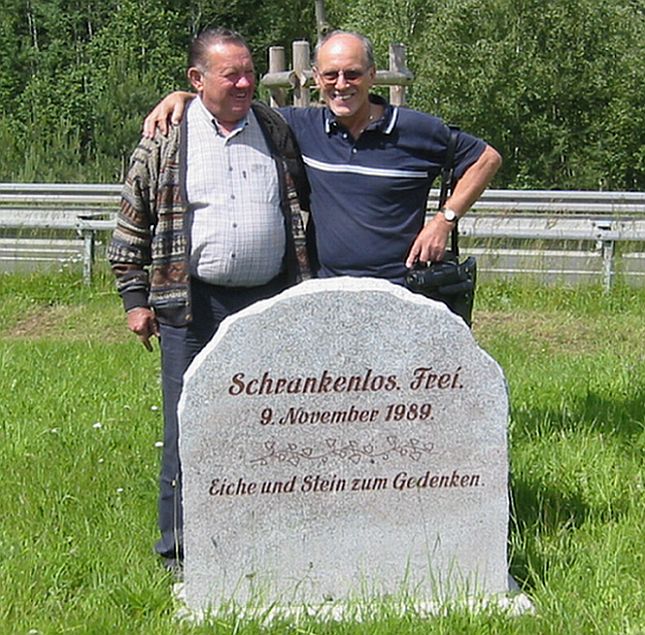 Schrankenlos. Frei.
9. November 1989.
Eiche und Stein zum Gedenken.